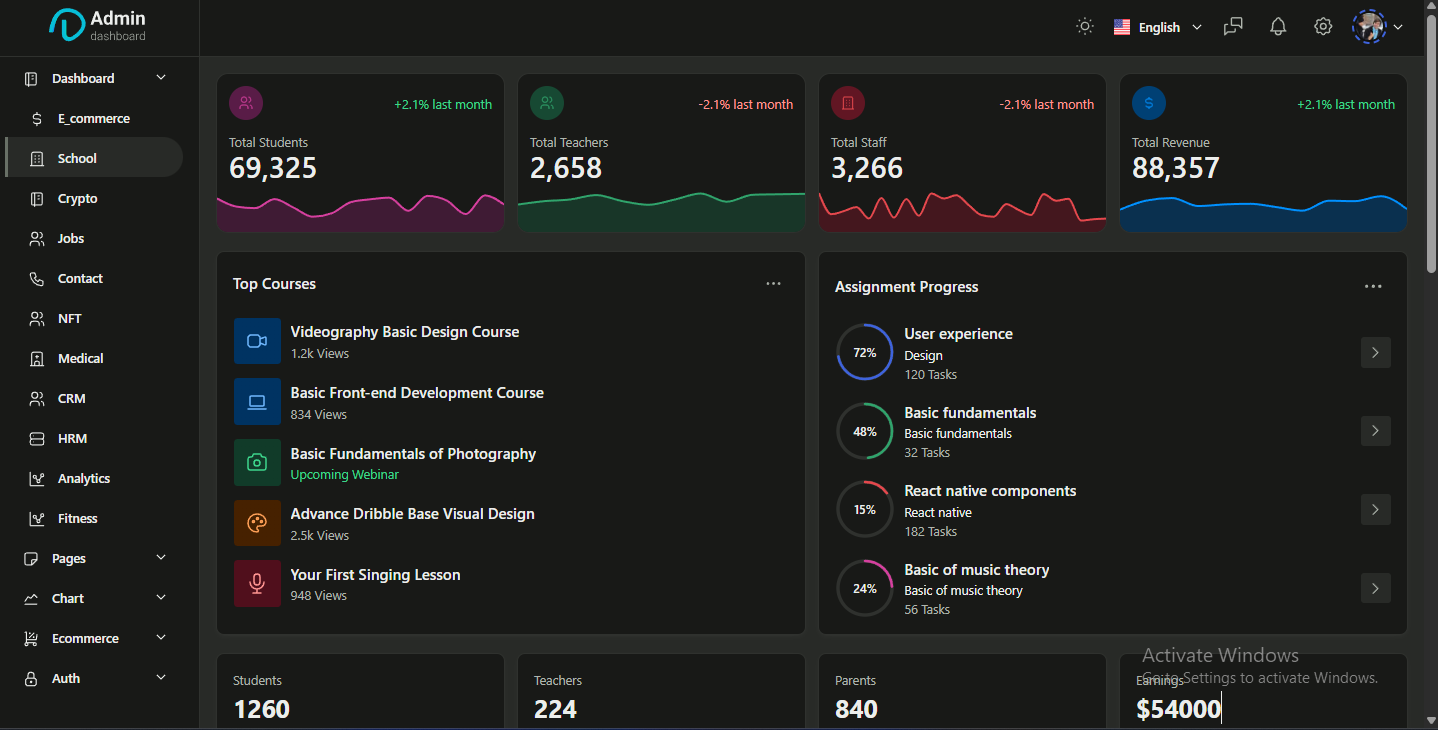 Admin
dashboard
English
Dashboard
E_commerce
School
Crypto
Jobs
Contact
NFT
Medical
CRM
HRM
Analytics
Fitness
Pages
Chart
Ecommerce
Auth
+2.1% last month
Total Students
69,325
-2.1% last month
Total Teachers
2,658
-2.1% last month
Total Staff
3,266
+2.1% last month
Total Revenue
88,357
Top Courses
Videography Basic Design Course
1.2k Views
Basic Front-end Development Course
834 Views
Basic Fundamentals of Photography
Upcoming Webinar
Advance Dribble Base Visual Design
2.5k Views
Your First Singing Lesson
948 Views
Assignment Progress
72%
User experience
Design
120 Tasks
48%
Basic fundamentals
Basic fundamentals
32 Tasks
15%
React native components
React native
182 Tasks
24%
Basic of music theory
Basic of music theory
56 Tasks
Students
1260
Teachers
224
Parents
840
Earnings
$54000
Activate Windows
Go to Settings to activate Windows.